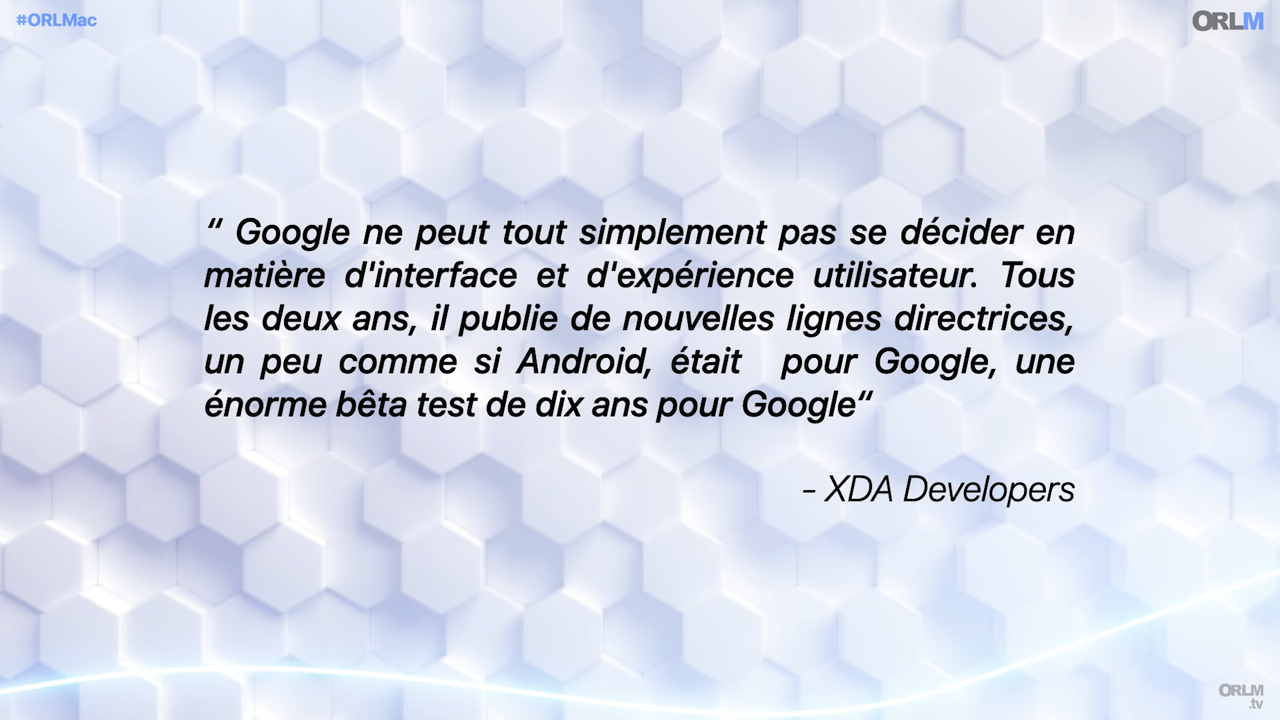 #ORLMac
ORLM
“ Google ne peut tout simplement pas se décider en
matière d'interface et d'expérience utilisateur. Tous
les deux ans, il publie de nouvelles lignes directrices,
un peu comme si Android, était  pour Google, une
énorme bêta test de dix ans pour Google“
- XDA Developers
ORLM
.tv